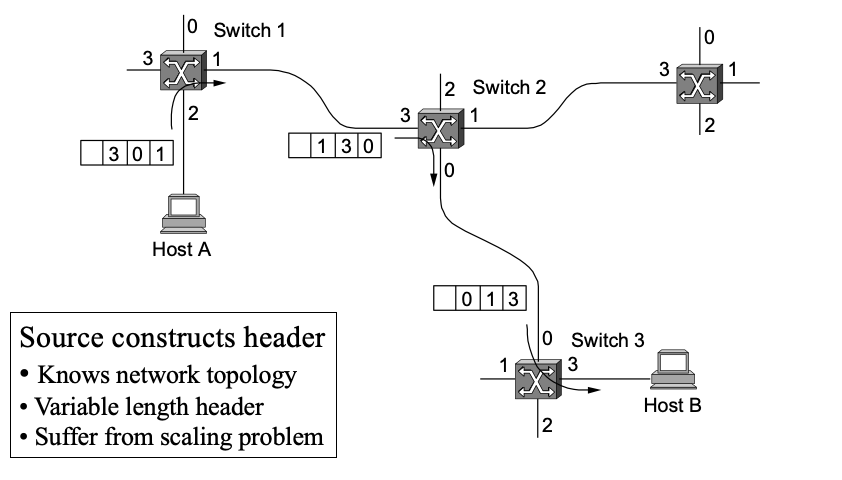 0
Switch 1
3
1
2
3 0 1
Host A
2
Switch 2
3
1
0
1 3 0
0
3
1
2
0 1 3
0
Switch 3
1
3
2
Host B
Source constructs header
• Knows network topology
• Variable length header
• Suffer from scaling problem